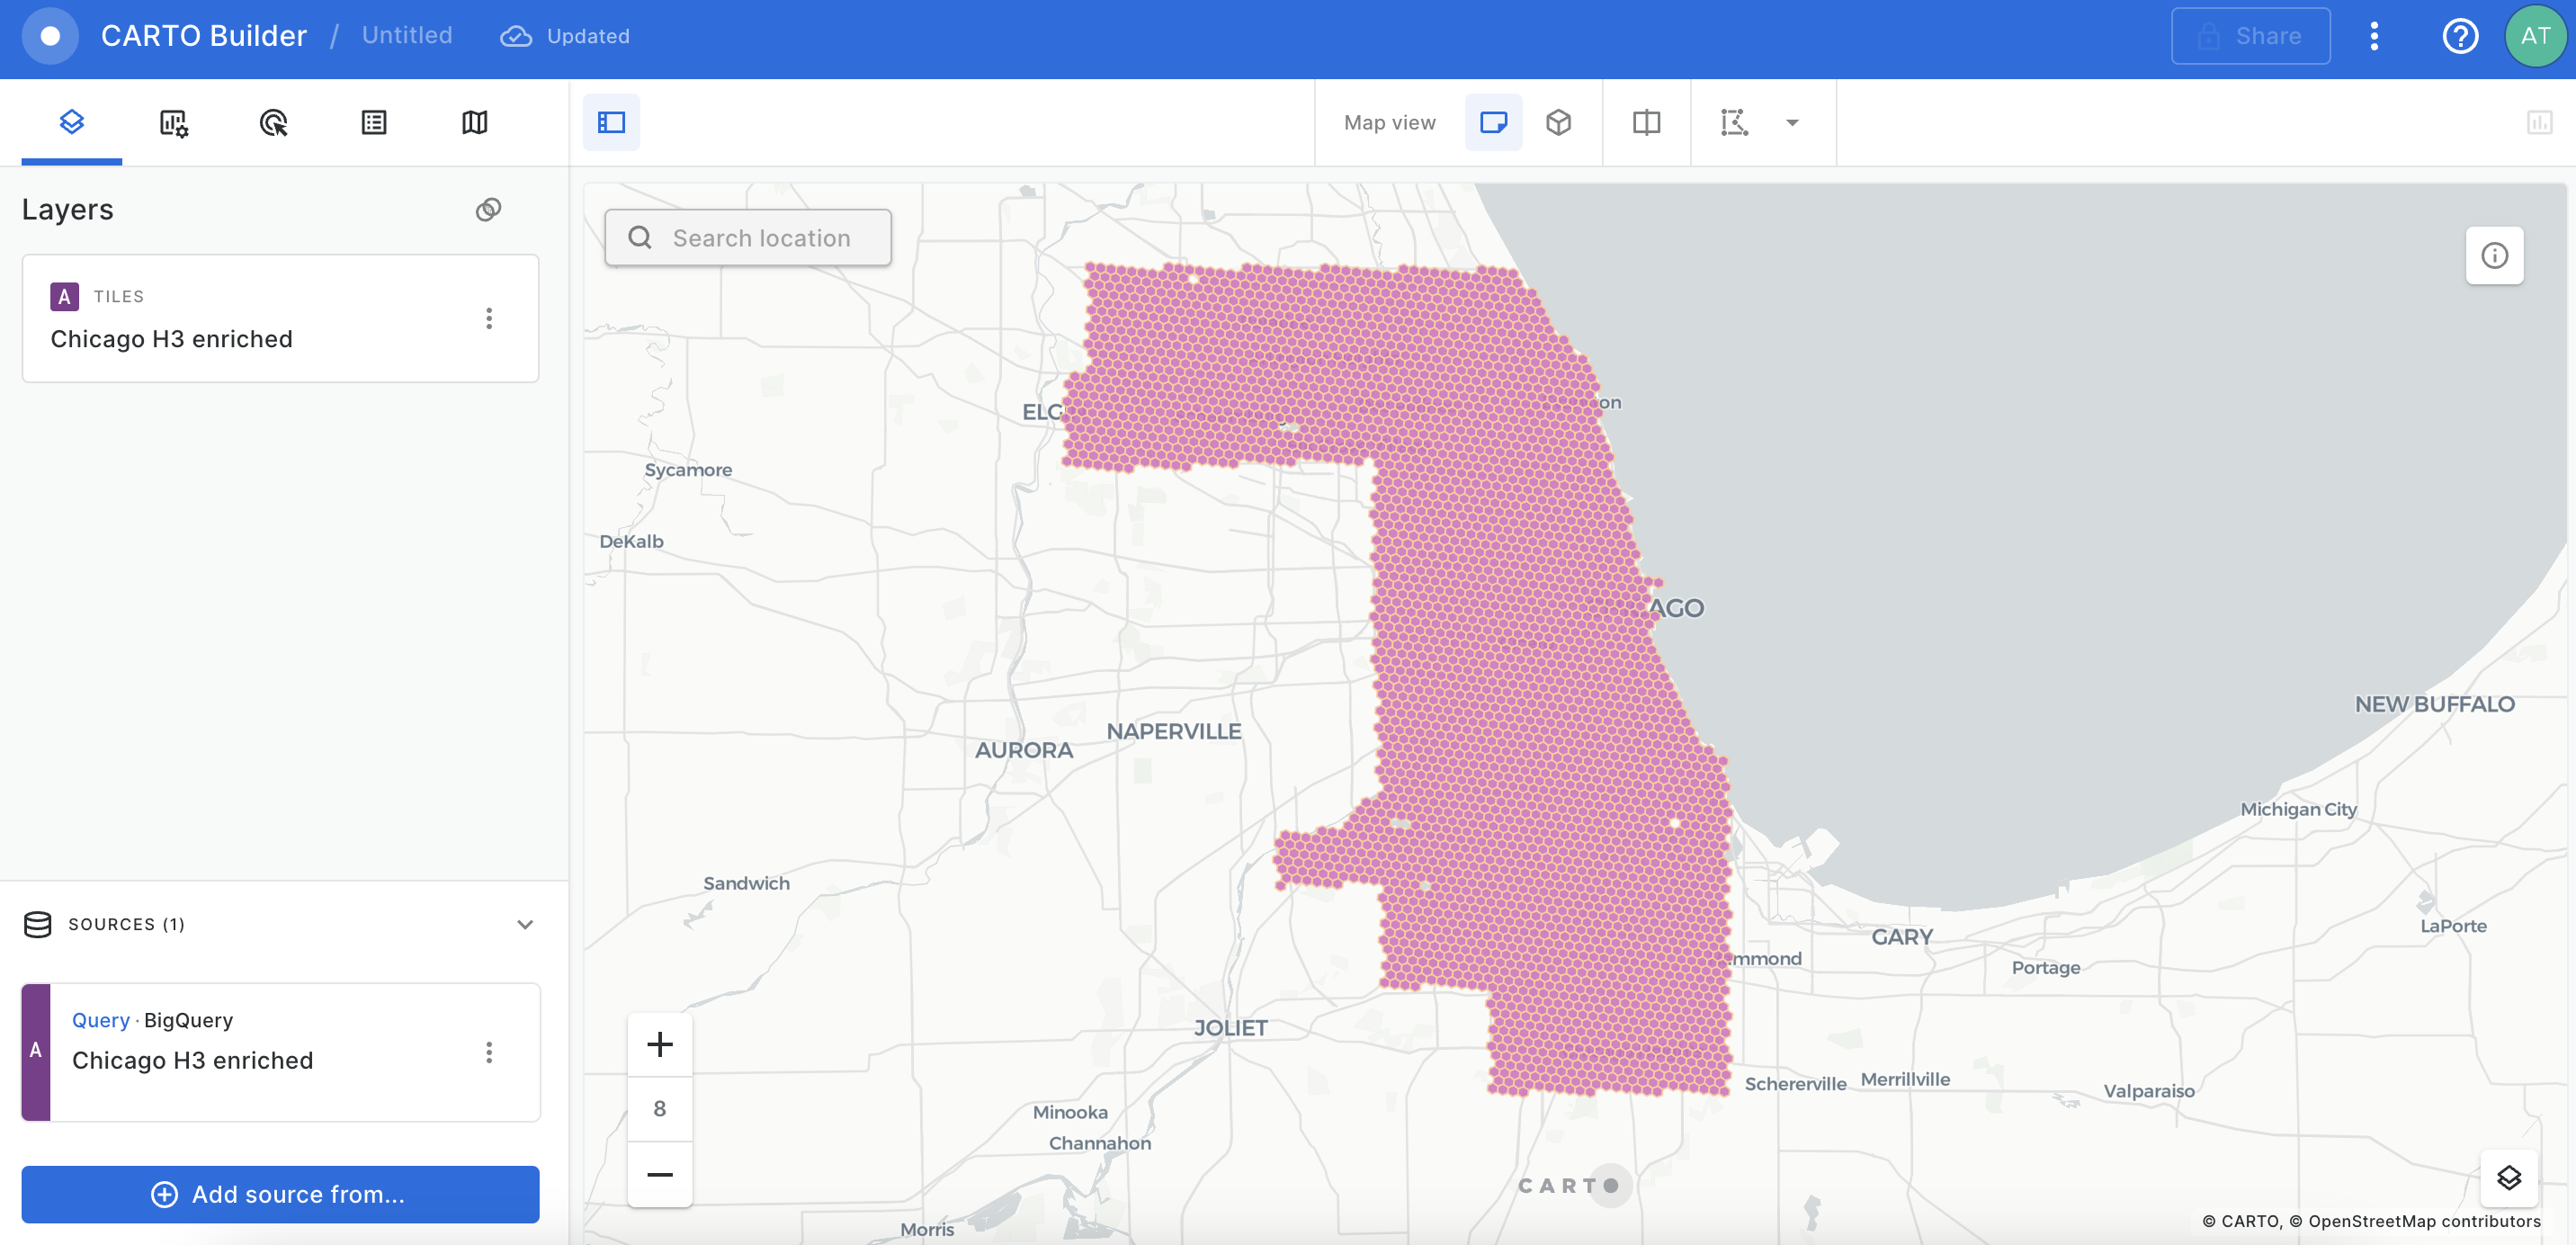 CARTO Builder / Untitled Updated Share AT
Map view
Layers
Search location
A TILES
Chicago H3 enriched
ELG
on
Sycamore
DeKalb
AGO
NEW BUFFALO
NAPERVILLE
AURORA
Michigan City
Sandwich
SOURCES (1)
LaPorte
GARY
mmond
Portage
Query · BigQuery
A
Chicago H3 enriched
JOLIET
8
Schererville Merrillville
Valparaiso
Minooka
Channahon
Add source from...
CARTO
Morris
© CARTO, © OpenStreetMap contributors